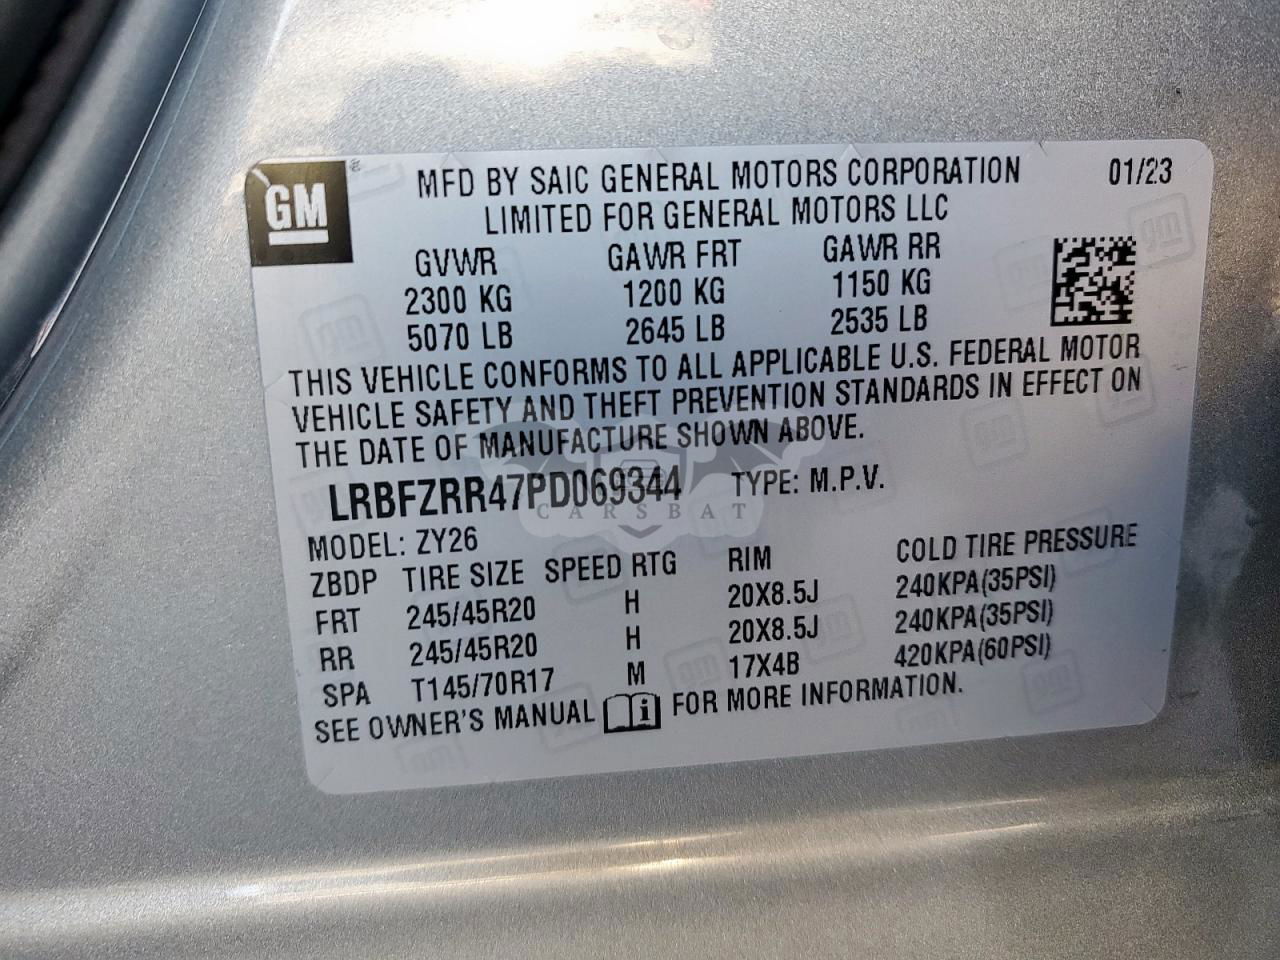 GM
MFD BY SAIC GENERAL MOTORS CORPORATION 01/23
LIMITED FOR GENERAL MOTORS LLC
GVWR GAWR FRT GAWR RR
2300 KG 1200 KG 1150 KG
5070 LB 2645 LB 2535 LB
THIS VEHICLE CONFORMS TO ALL APPLICABLE U.S. FEDERAL MOTOR
VEHICLE SAFETY AND THEFT PREVENTION STANDARDS IN EFFECT ON
THE DATE OF MANUFACTURE SHOWN ABOVE.
LRBFZRR47PD069344 TYPE: M.P.V.
CARSBAT
MODEL: ZY26
ZBDP TIRE SIZE SPEED RTG RIM COLD TIRE PRESSURE
FRT 245/45R20 H 20X8.5J 240KPA(35PSI)
RR 245/45R20 H 20X8.5J 240KPA(35PSI)
SPA T145/70R17 M 17X4B 420KPA(60PSI)
SEE OWNER'S MANUAL i FOR MORE INFORMATION.